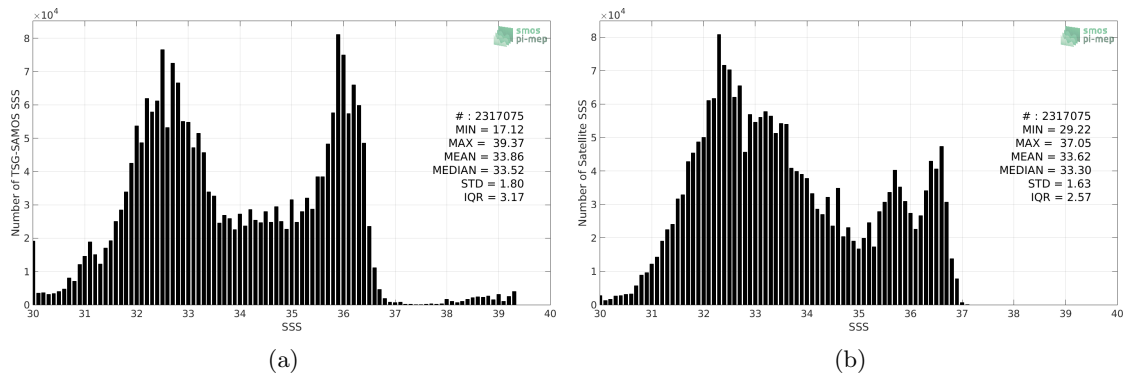 ×10⁴
8
7
6
5
4
3
2
1
0
Number of TSG-SAMOS SSS
30 31 32 33 34 35 36 37 38 39 40
SSS
smos
pi-mep
# : 2317075
MIN = 17.12
MAX = 39.37
MEAN = 33.86
MEDIAN = 33.52
STD = 1.80
IQR = 3.17
(a)
×10⁴
8
7
6
5
4
3
2
1
0
Number of Satellite SSS
30 31 32 33 34 35 36 37 38 39 40
SSS
smos
pi-mep
# : 2317075
MIN = 29.22
MAX = 37.05
MEAN = 33.62
MEDIAN = 33.30
STD = 1.63
IQR = 2.57
(b)